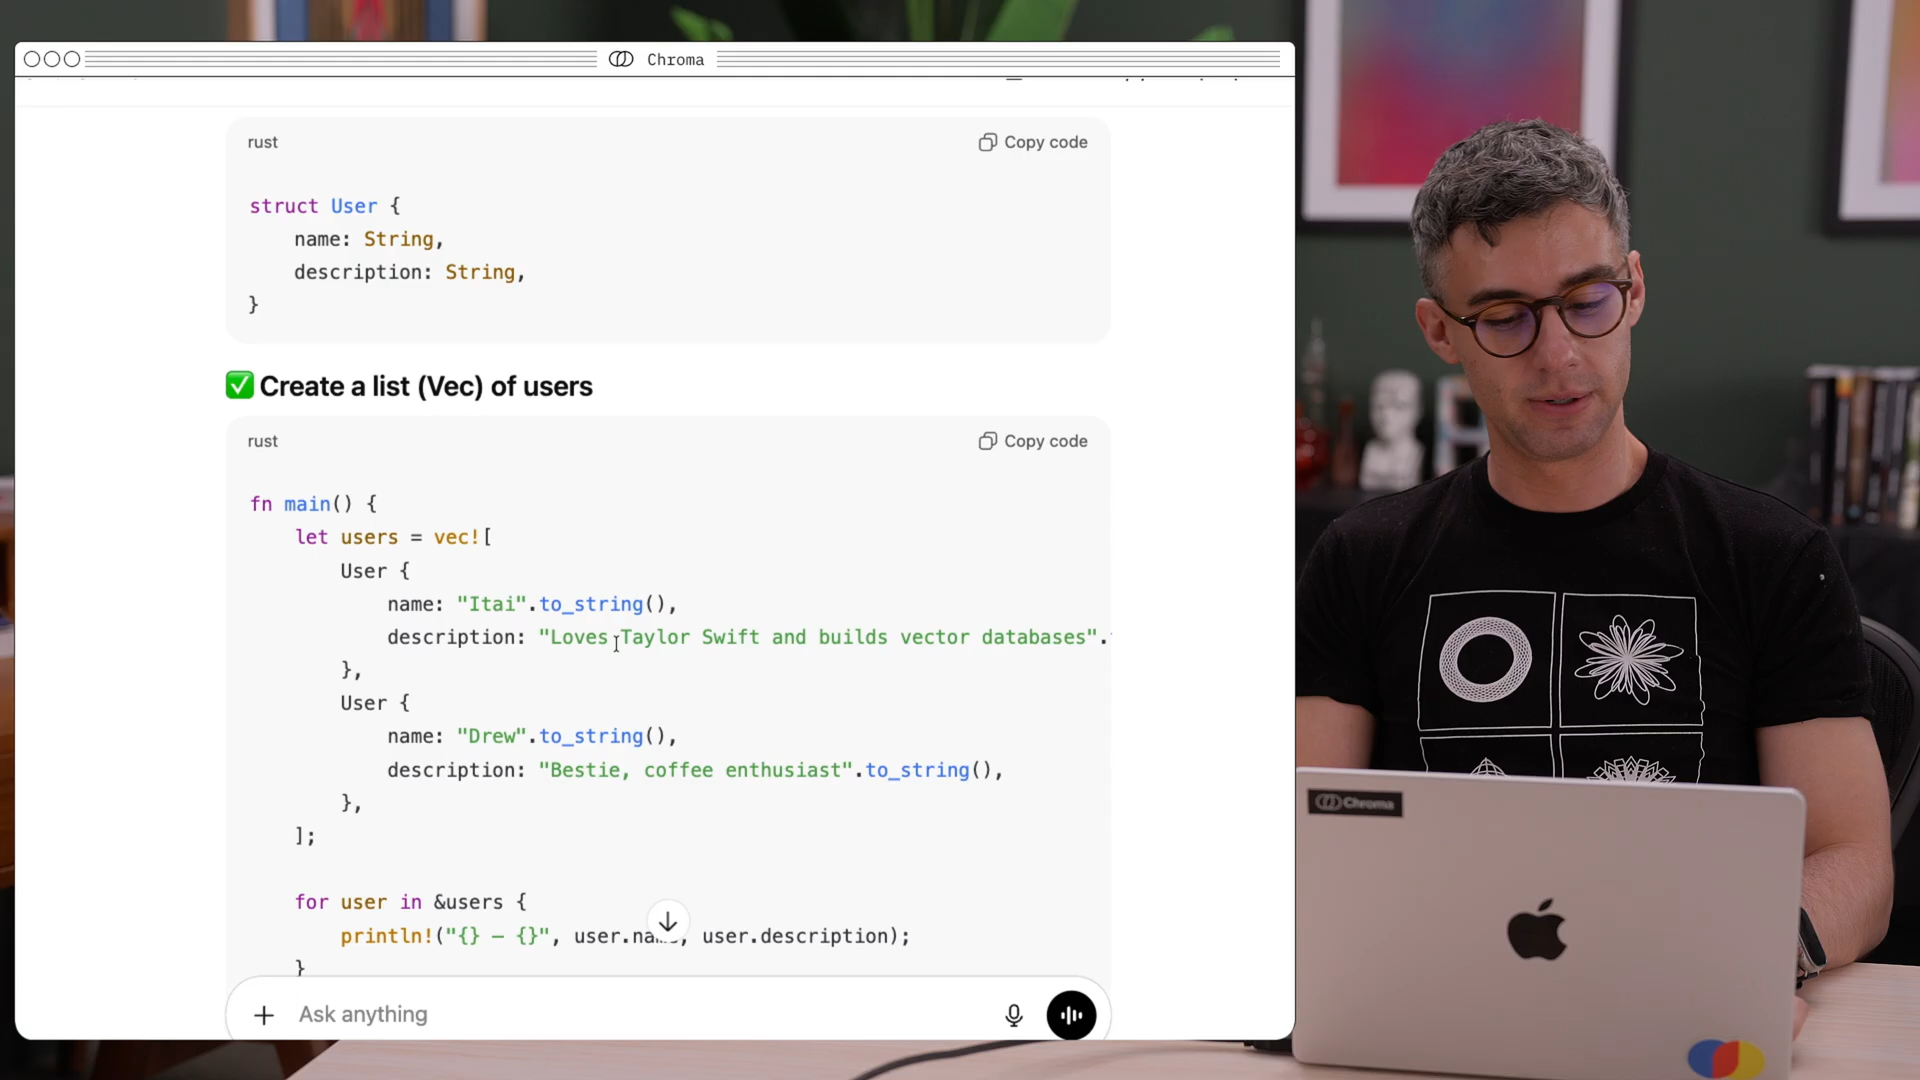 Chroma
rust
Copy code
struct User {
name: String,
description: String,
}
✅ Create a list (Vec) of users
rust
Copy code
fn main() {
let users = vec![
User {
name: "Itai".to_string(),
description: "Loves Taylor Swift and builds vector databases".
},
User {
name: "Drew".to_string(),
description: "Bestie, coffee enthusiast".to_string(),
},
];
for user in &users {
println!("{} — {}", user.name, user.description);
}
Ask anything
Chroma